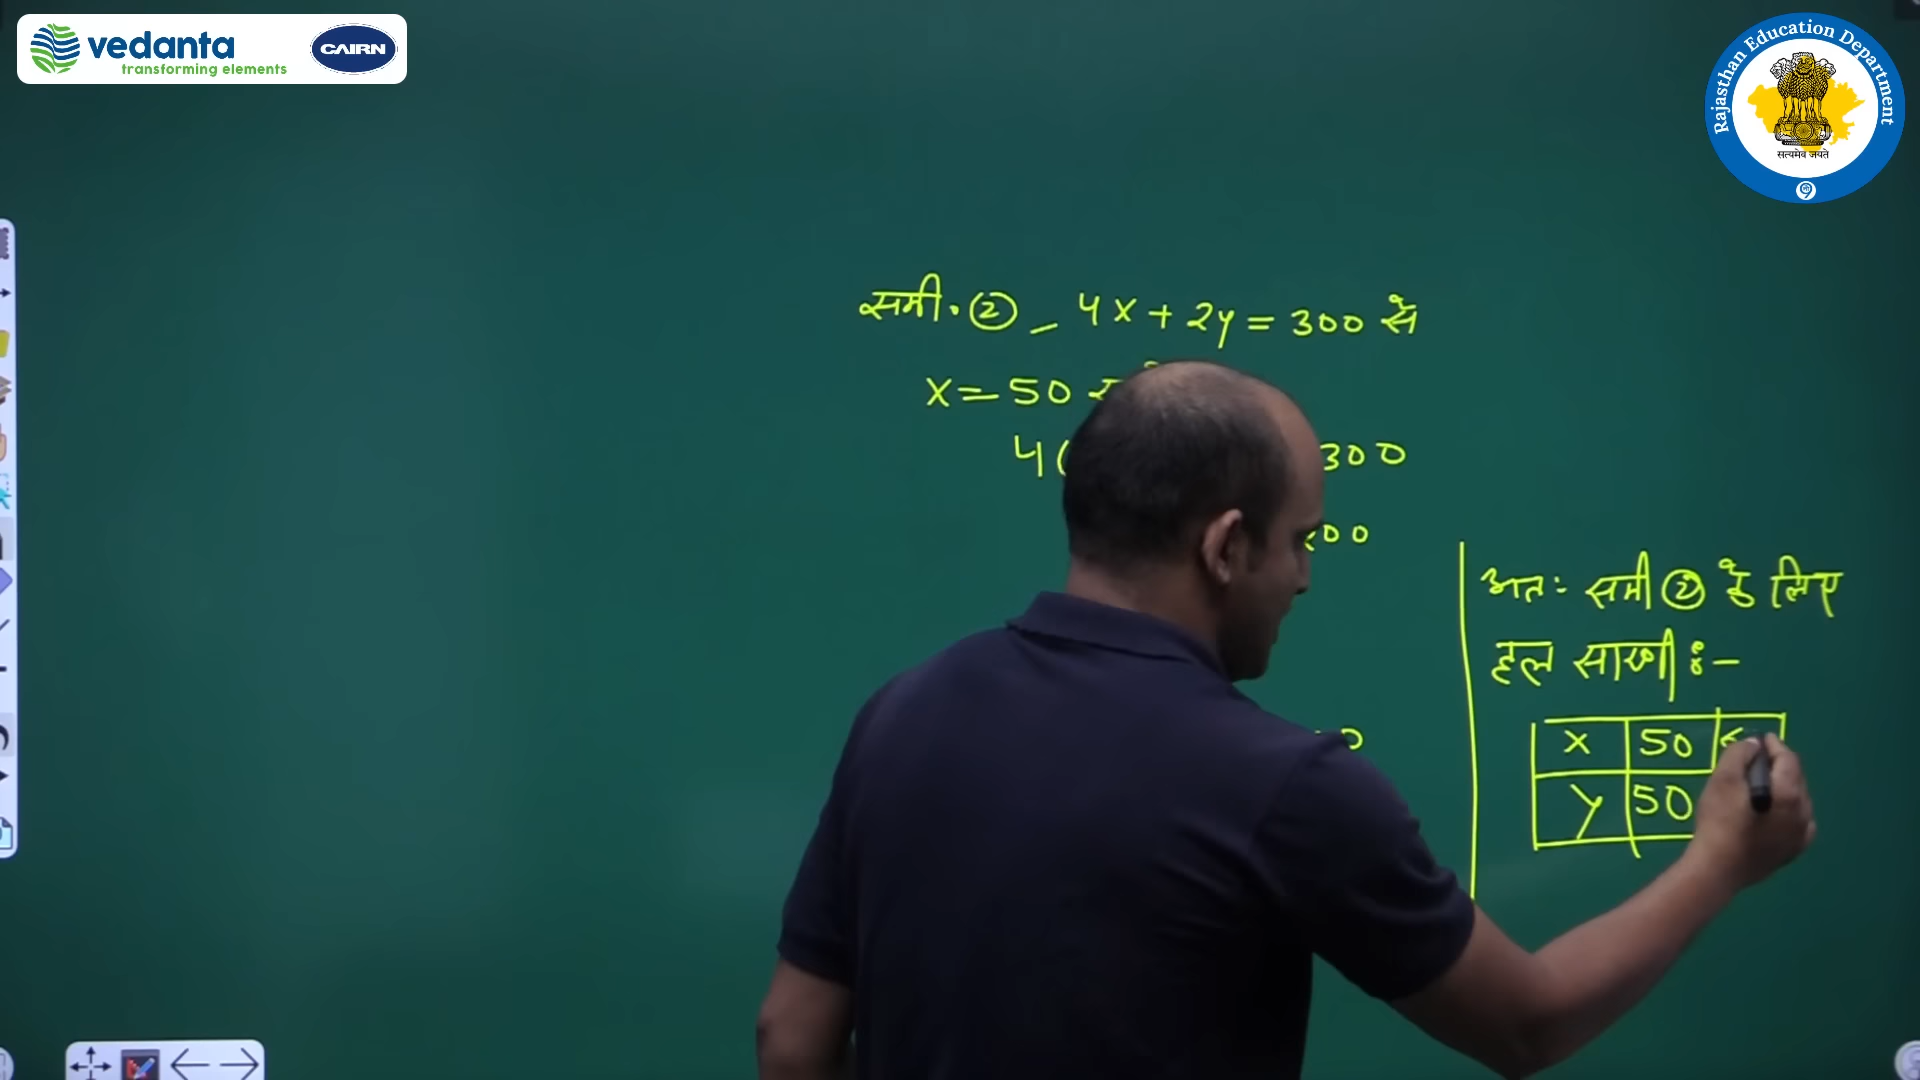 vedanta
transforming elements
CAIRN
Rajasthan Education Department
सत्यमेव जयते
समी. ② - 4x + 2y = 300 से
x = 50
4( 300
00
0
अतः समी ② के लिए
हल सारणी :-
x 50
y 50